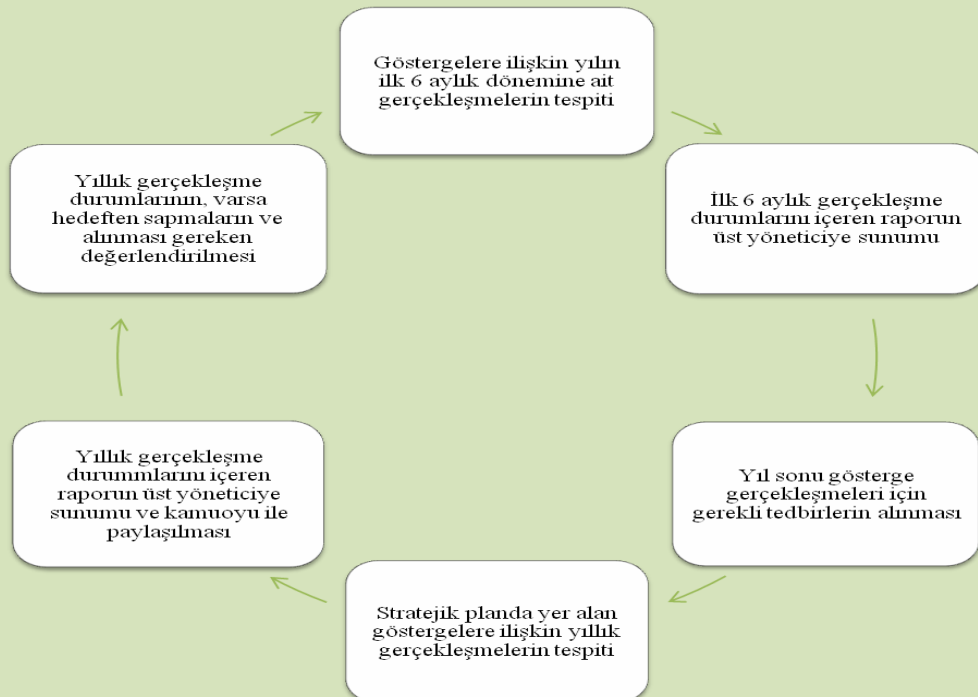 Göstergelere ilişkin yılın
ilk 6 aylık dönemine ait
gerçekleşmelerin tespiti
İlk 6 aylık gerçekleşme
durumlarını içeren raporun
üst yöneticiye sunumu
Yıl sonu gösterge
gerçekleşmeleri için
gerekli tedbirlerin alınması
Stratejik planda yer alan
göstergelere ilişkin yıllık
gerçekleşmelerin tespiti
Yıllık gerçekleşme
durummlarını içeren
raporun üst yöneticiye
sunumu ve kamuoyu ile
paylaşılması
Yıllık gerçekleşme
durumlarının, varsa
hedeften sapmaların ve
alınması gereken
değerlendirilmesi